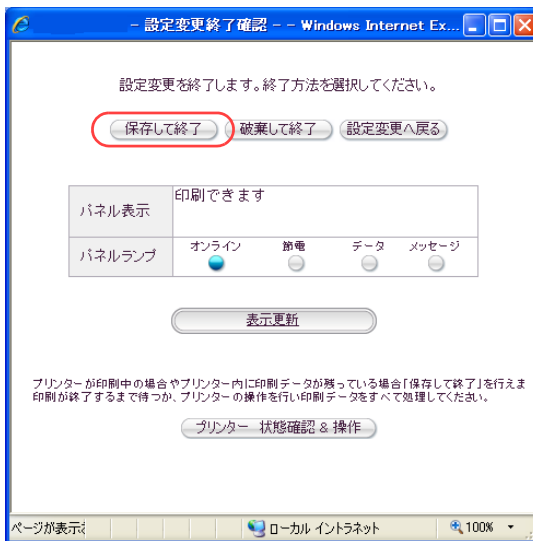 - 設定変更終了確認 - - Windows Internet Ex...
設定変更を終了します。終了方法を選択してください。
保存して終了 破棄して終了 設定変更へ戻る
パネル表示 印刷できます
パネルランプ オンライン 節電 データ メッセージ
表示更新
プリンターが印刷中の場合やプリンター内に印刷データが残っている場合「保存して終了」を行えま
印刷が終了するまで待つか、プリンターの操作を行い印刷データをすべて処理してください。
プリンター 状態確認 & 操作
ページが表示さ ローカル イントラネット 100%